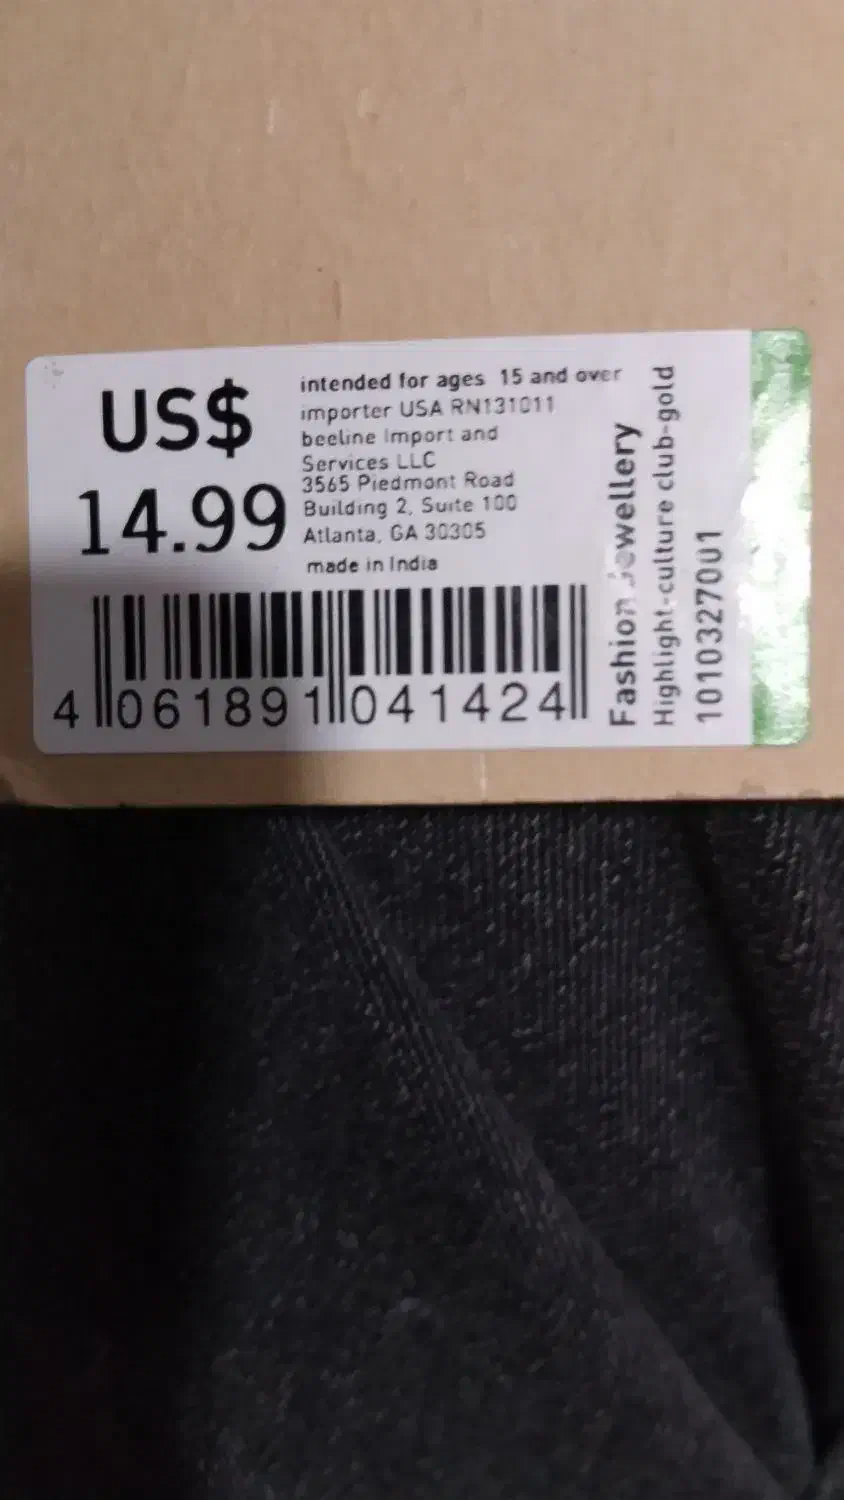 US$
14.99
intended for ages 15 and over
importer USA RN131011
beeline Import and
Services LLC
3565 Piedmont Road
Building 2, Suite 100
Atlanta, GA 30305
made in India
4 061891 041424
Fashion Jewellery
Highlight-culture club-gold
1010327001